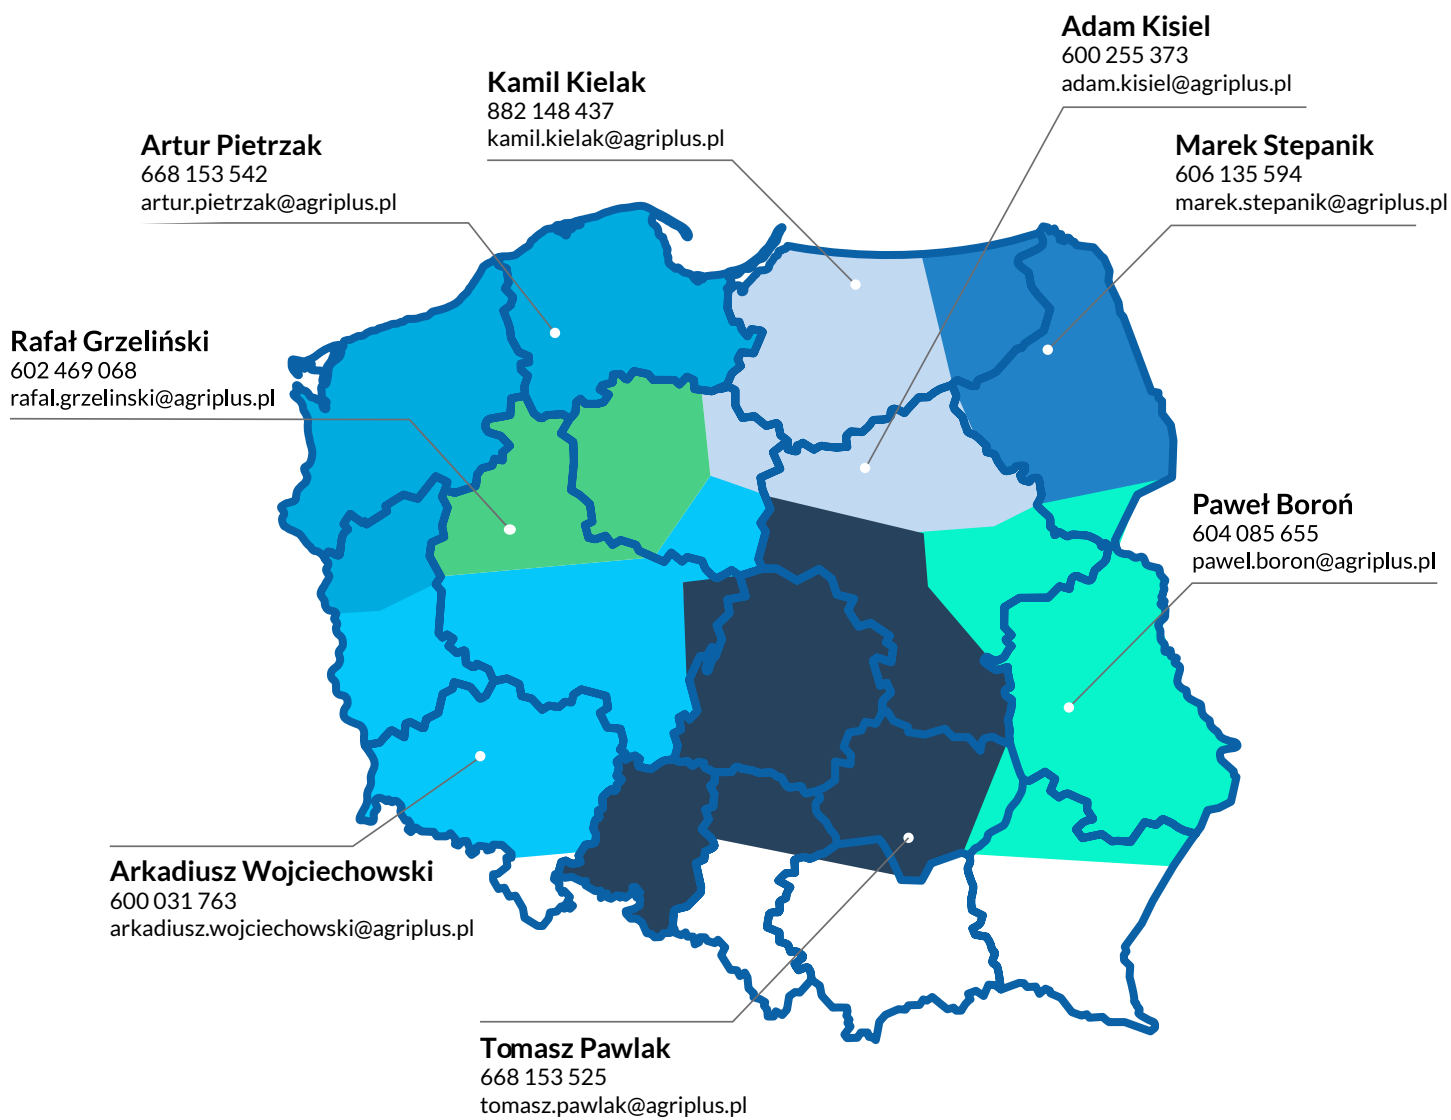 Adam Kisiel
600 255 373
adam.kisiel@agriplus.pl
Kamil Kielak
882 148 437
kamil.kielak@agriplus.pl
Artur Pietrzak
668 153 542
artur.pietrzak@agriplus.pl
Marek Stepanik
606 135 594
marek.stepanik@agriplus.pl
Rafał Grzeliński
602 469 068
rafal.grzelinski@agriplus.pl
Paweł Boroń
604 085 655
pawel.boron@agriplus.pl
Arkadiusz Wojciechowski
600 031 763
arkadiusz.wojciechowski@agriplus.pl
Tomasz Pawlak
668 153 525
tomasz.pawlak@agriplus.pl